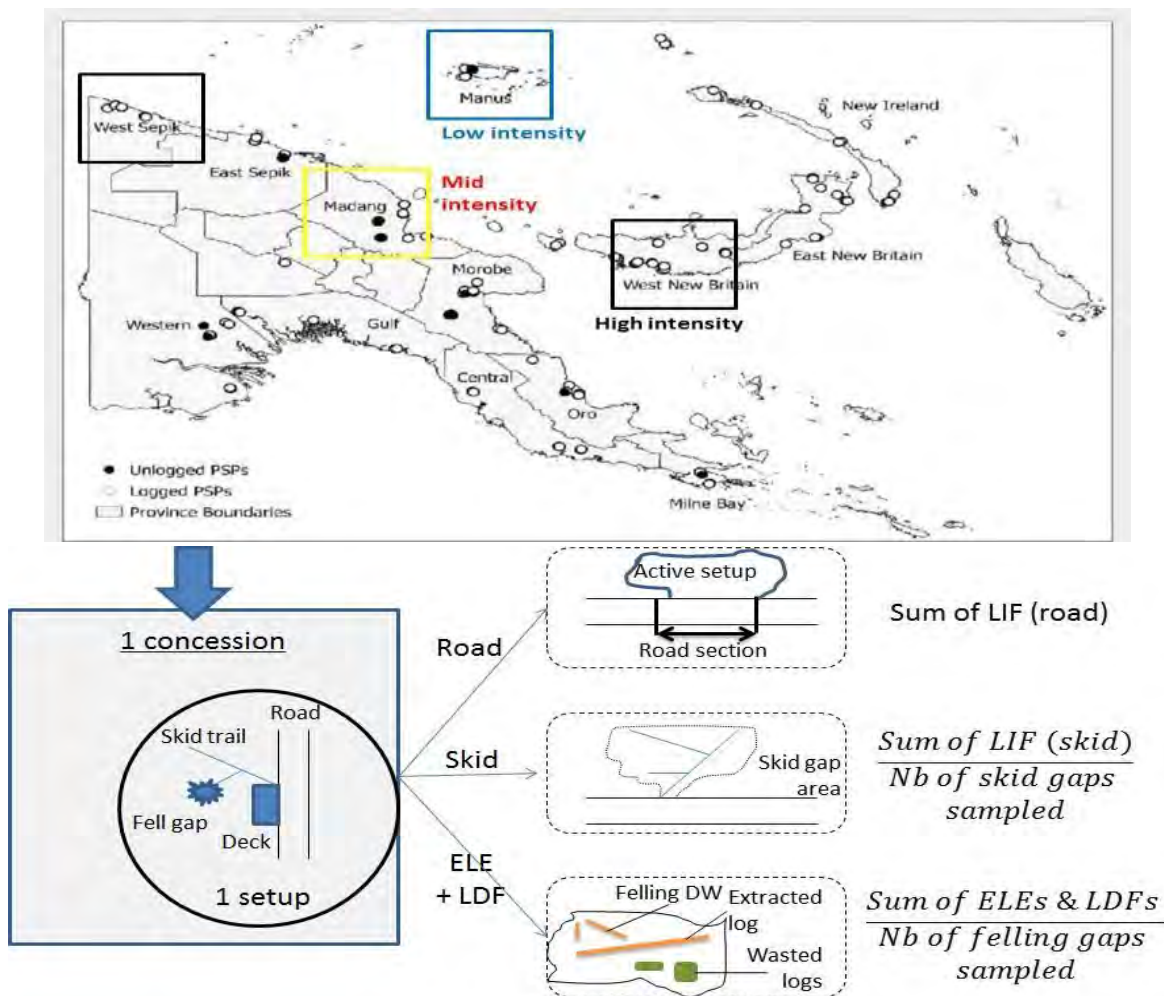 New Ireland
Manus
West Sepik
Low intensity
East Sepik
Mid
intensity
Madang
East New Britain
Morobe
West New Britain
High intensity
Western
Gulf
Central
Oro
Unlogged PSPs
Logged PSPs
Province Boundaries
Milne Bay
1 concession
Road
Skid trail
Fell gap
Deck
1 setup
Road
Active setup
Road section
Sum of LIF (road)
Skid
Skid gap
area
Sum of LIF (skid)
Nb of skid gaps
sampled
ELE
+ LDF
Felling DW
Extracted
log
Wasted
logs
Sum of ELEs & LDFs
Nb of felling gaps
sampled